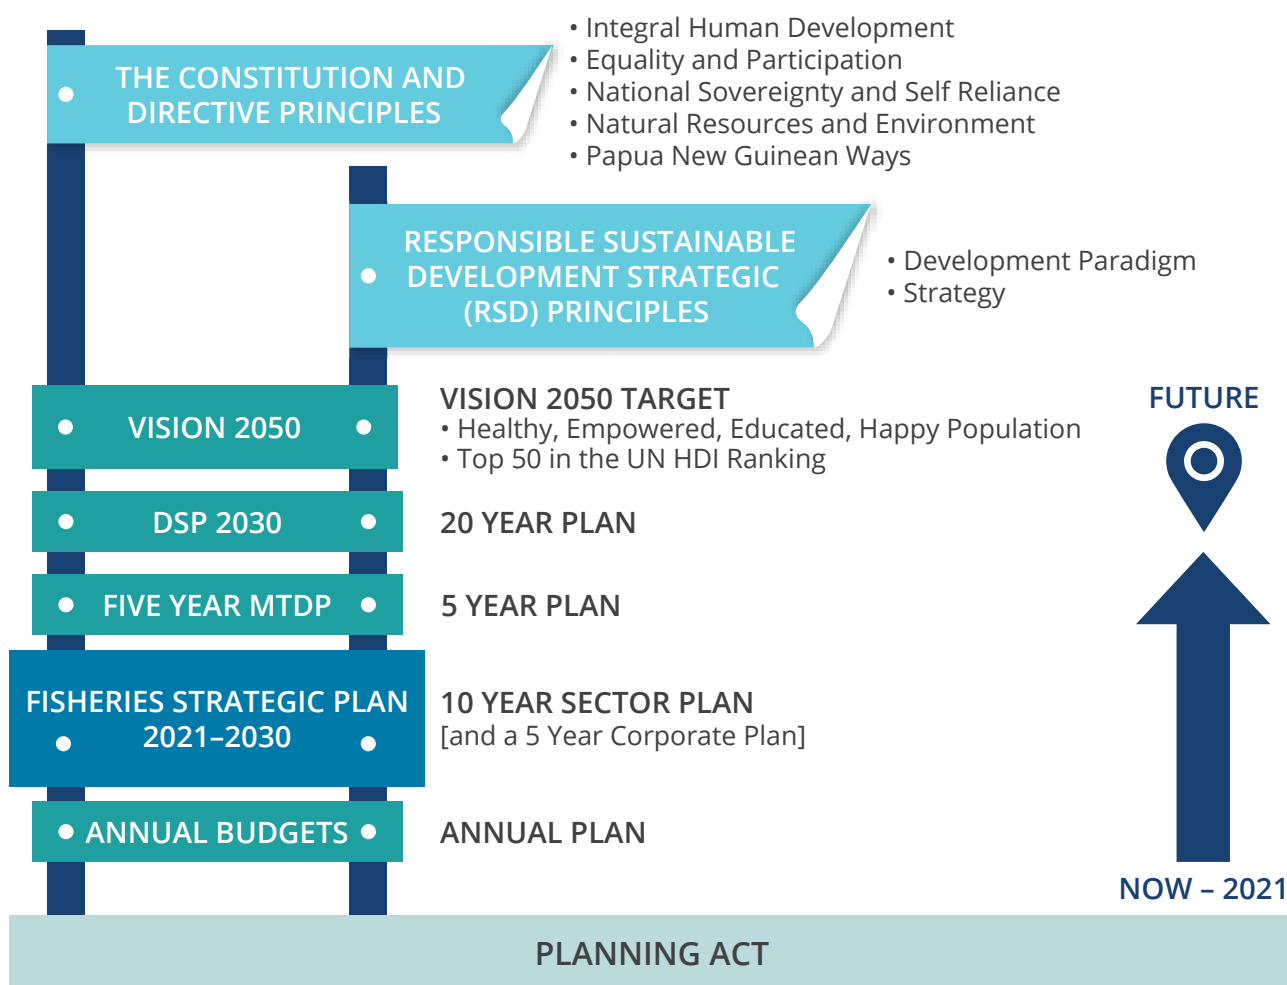 THE CONSTITUTION AND
DIRECTIVE PRINCIPLES
• Integral Human Development
• Equality and Participation
• National Sovereignty and Self Reliance
• Natural Resources and Environment
• Papua New Guinean Ways
RESPONSIBLE SUSTAINABLE
DEVELOPMENT STRATEGIC
(RSD) PRINCIPLES
• Development Paradigm
• Strategy
VISION 2050
VISION 2050 TARGET
• Healthy, Empowered, Educated, Happy Population
• Top 50 in the UN HDI Ranking
FUTURE
DSP 2030
20 YEAR PLAN
FIVE YEAR MTDP
5 YEAR PLAN
FISHERIES STRATEGIC PLAN
2021–2030
10 YEAR SECTOR PLAN
[and a 5 Year Corporate Plan]
ANNUAL BUDGETS
ANNUAL PLAN
NOW – 2021
PLANNING ACT